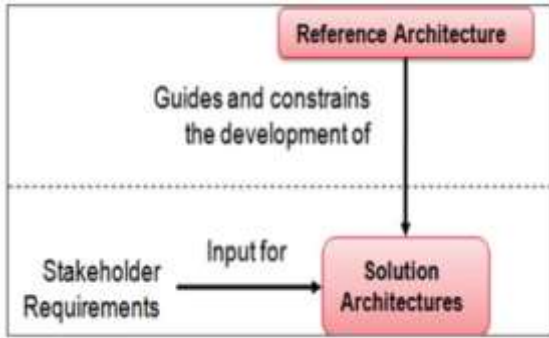 Reference Architecture
Guides and constrains
the development of
Input for
Stakeholder
Requirements
Solution
Architectures